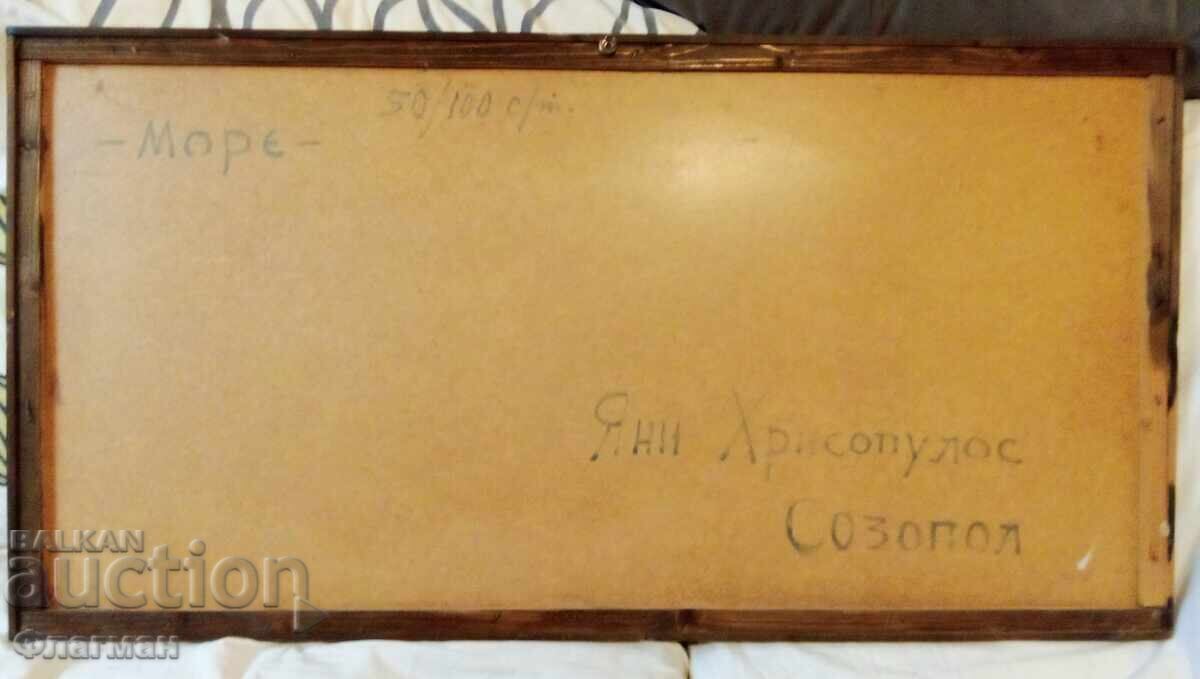 50/100 с/т.
- Море -
Яни Хрисопулос
Созопол
BALKAN
auction
Флагман